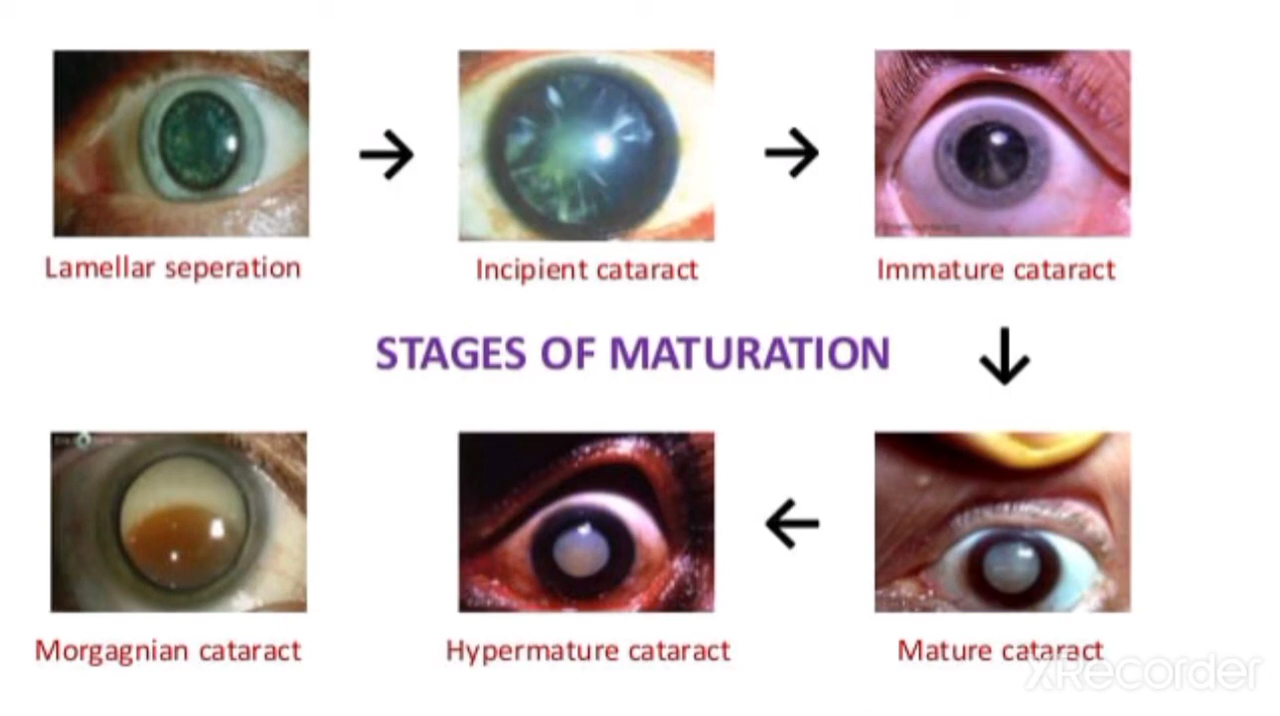 Lamellar seperation
Incipient cataract
Immature cataract
STAGES OF MATURATION
Morgagnian cataract
Hypermature cataract
Mature cataract
XRecorder